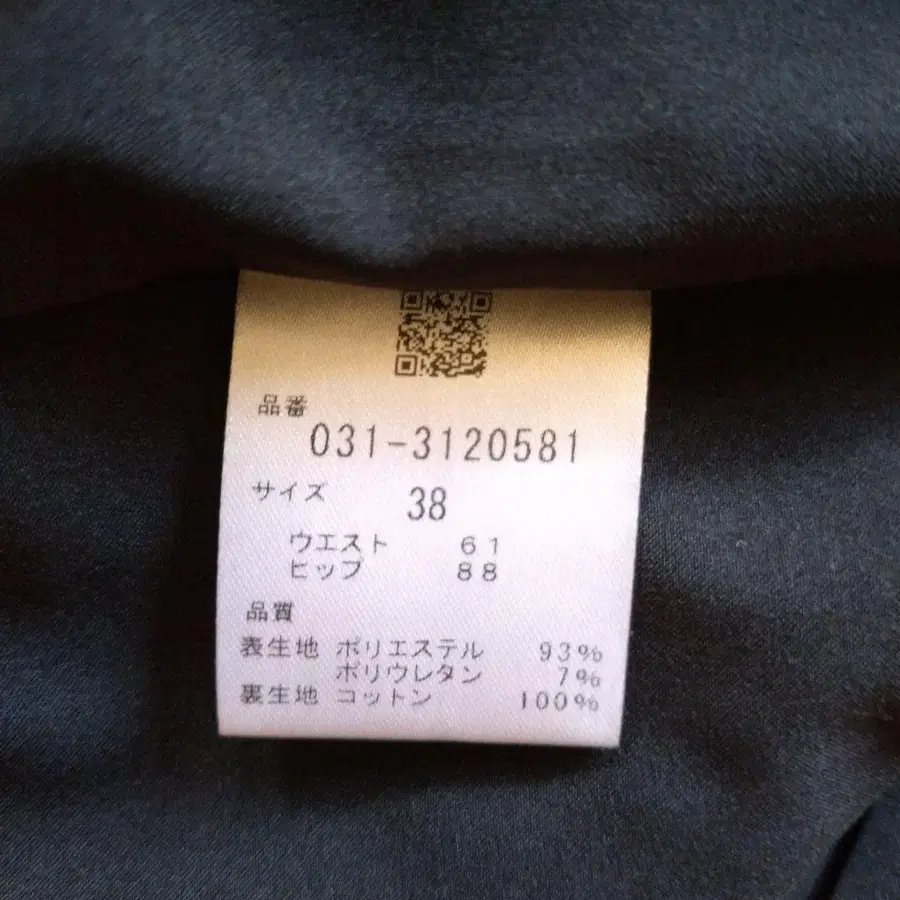 品番
031-3120581
サイズ 38
ウエスト 61
ヒップ 88
品質
表生地 ポリエステル 93%
ポリウレタン 7%
裏生地 コットン 100%